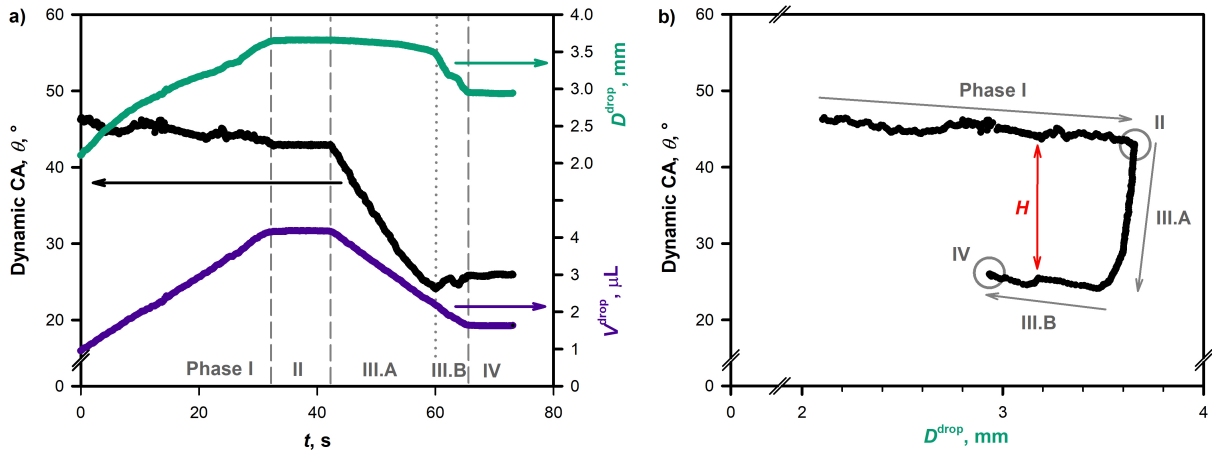 a)
60
50
40
30
20
0
Dynamic CA, θ, °
0
20
40
60
80
t, s
4.0
3.5
3.0
2.5
2.0
D^drop, mm
4
3
2
1
0
V^drop, μL
Phase I
II
III.A
III.B
IV
b)
60
50
40
30
20
0
Dynamic CA, θ, °
0
2
3
4
D^drop, mm
Phase I
II
III.A
H
IV
III.B